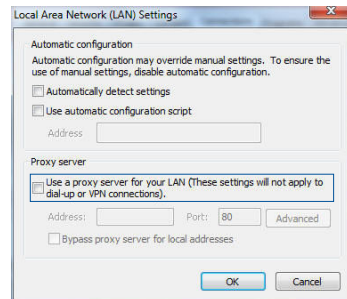 Local Area Network (LAN) Settings
Automatic configuration
Automatic configuration may override manual settings. To ensure the
use of manual settings, disable automatic configuration.
Automatically detect settings
Use automatic configuration script
Address
Proxy server
Use a proxy server for your LAN (These settings will not apply to
dial-up or VPN connections).
Address: Port: 80 Advanced
Bypass proxy server for local addresses
OK Cancel